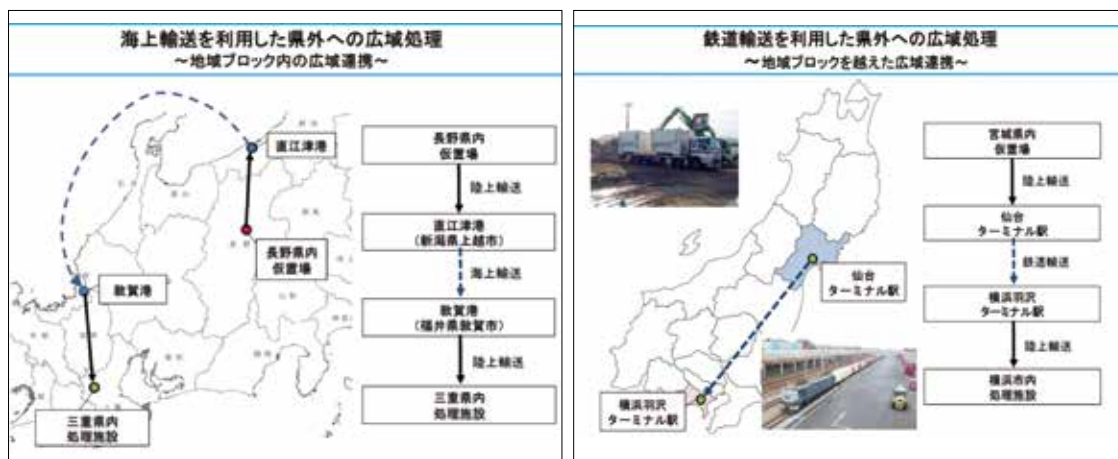 海上輸送を利用した県外への広域処理
～地域ブロック内の広域連携～
直江津港
長野県内
仮置場
敦賀港
三重県内
処理施設
長野県内
仮置場
陸上輸送
直江津港
（新潟県上越市）
海上輸送
敦賀港
（福井県敦賀市）
陸上輸送
三重県内
処理施設
鉄道輸送を利用した県外への広域処理
～地域ブロックを越えた広域連携～
仙台
ターミナル駅
横浜羽沢
ターミナル駅
宮城県内
仮置場
陸上輸送
仙台
ターミナル駅
鉄道輸送
横浜羽沢
ターミナル駅
陸上輸送
横浜市内
処理施設